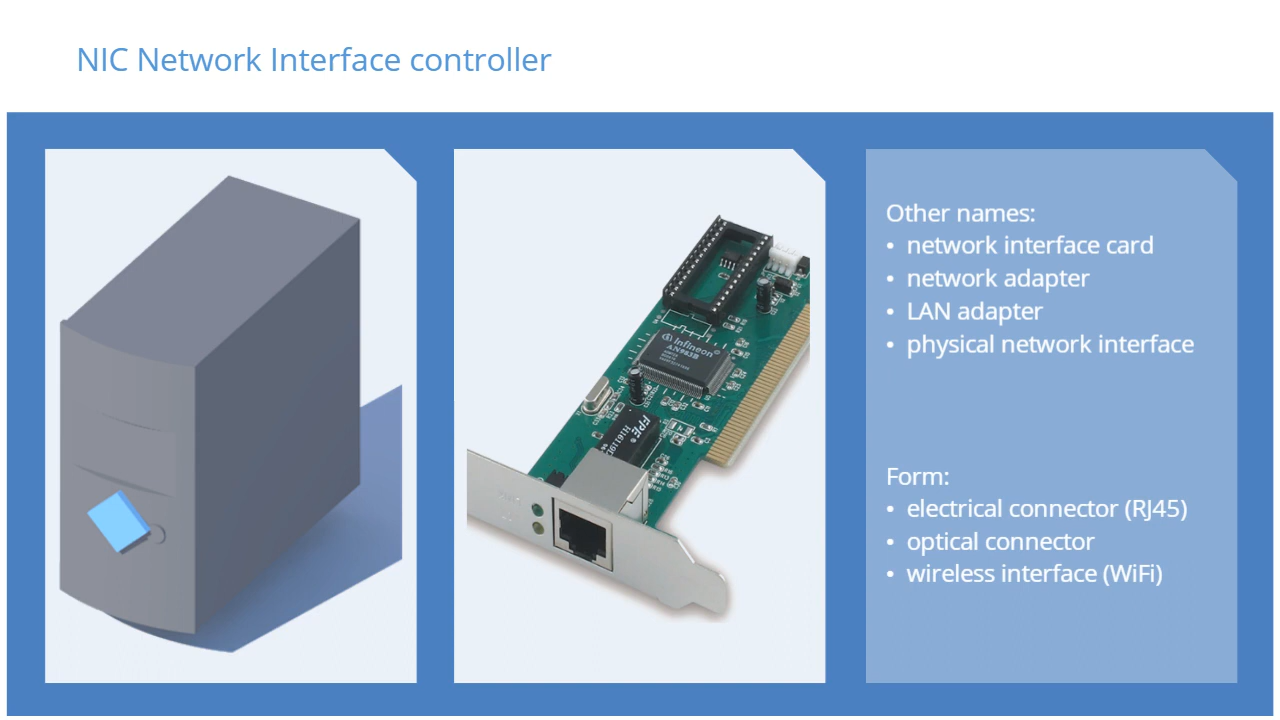 NIC Network Interface controller
Other names:
• network interface card
• network adapter
• LAN adapter
• physical network interface
Form:
• electrical connector (RJ45)
• optical connector
• wireless interface (WiFi)
Infineon
FPE